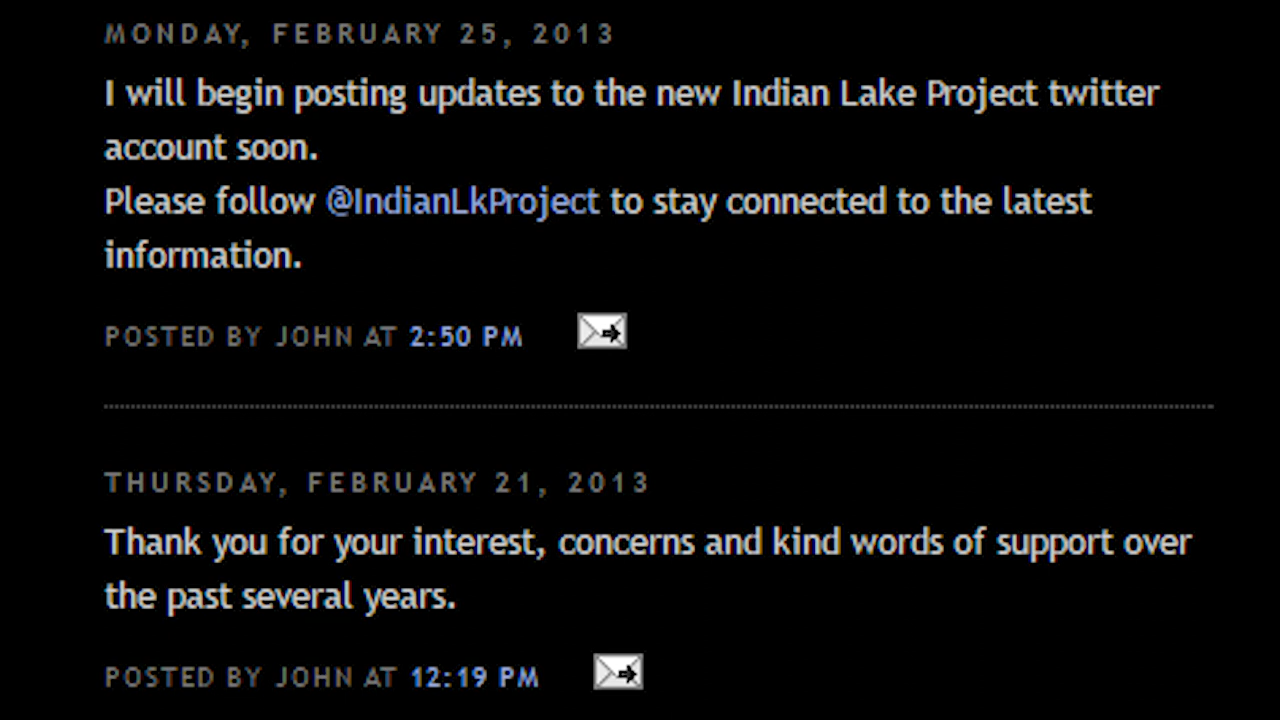 MONDAY, FEBRUARY 25, 2013
I will begin posting updates to the new Indian Lake Project twitter
account soon.
Please follow @IndianLkProject to stay connected to the latest
information.
POSTED BY JOHN AT 2:50 PM
THURSDAY, FEBRUARY 21, 2013
Thank you for your interest, concerns and kind words of support over
the past several years.
POSTED BY JOHN AT 12:19 PM